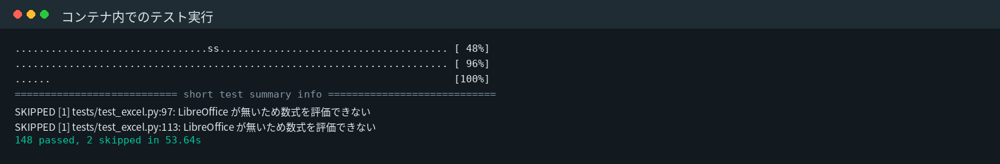 コンテナ内でのテスト実行
................................ss...................................... [ 48%]
........................................................................ [ 96%]
...... [100%]
=========================== short test summary info ============================
SKIPPED [1] tests/test_excel.py:97: LibreOffice が無いため数式を評価できない
SKIPPED [1] tests/test_excel.py:113: LibreOffice が無いため数式を評価できない
148 passed, 2 skipped in 53.64s